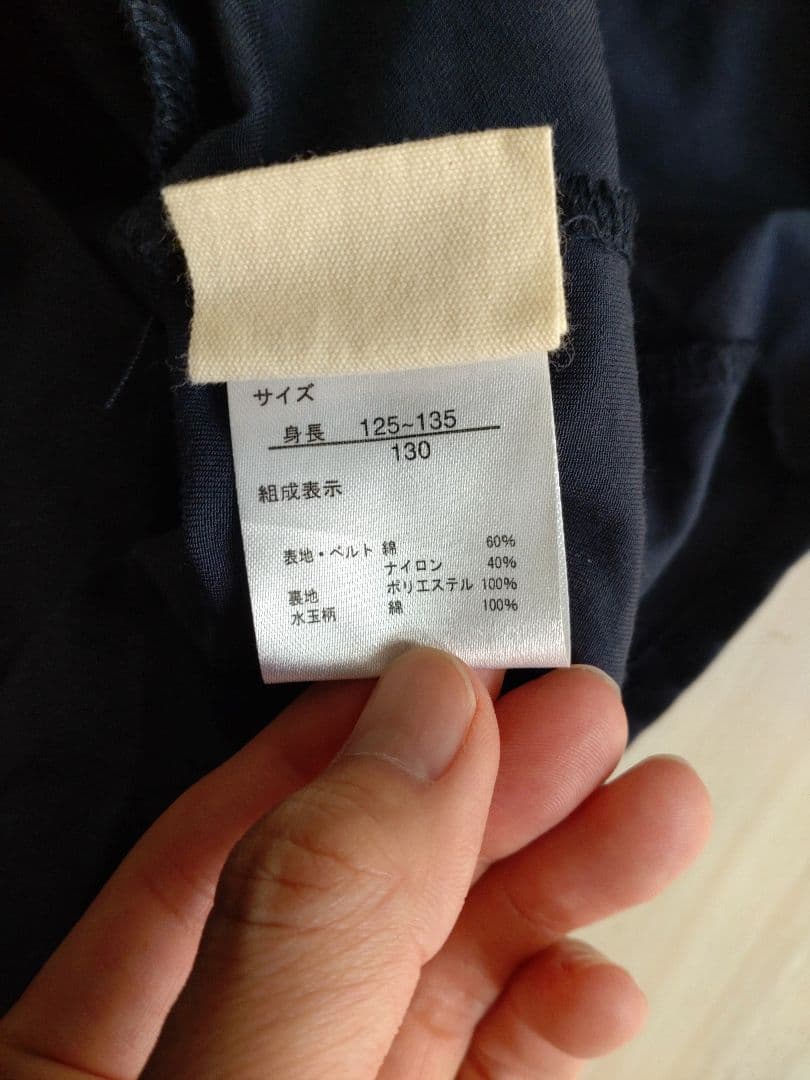 サイズ
身長 125~135
130
組成表示
表地・ベルト 綿 60%
ナイロン 40%
裏地 ポリエステル 100%
水玉柄 綿 100%